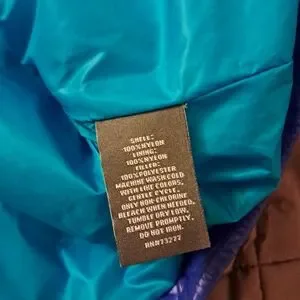 SHELL:
100%NYLON
LINING:
100%NYLON
FILLER:
100%POLYESTER
MACHINE WASH COLD
WITH LIKE COLORS,
GENTLE CYCLE,
ONLY NON-CHLORINE
BLEACH WHEN NEEDED,
TUMBLE DRY LOW,
REMOVE PROMPTLY,
DO NOT IRON.
RN#73277